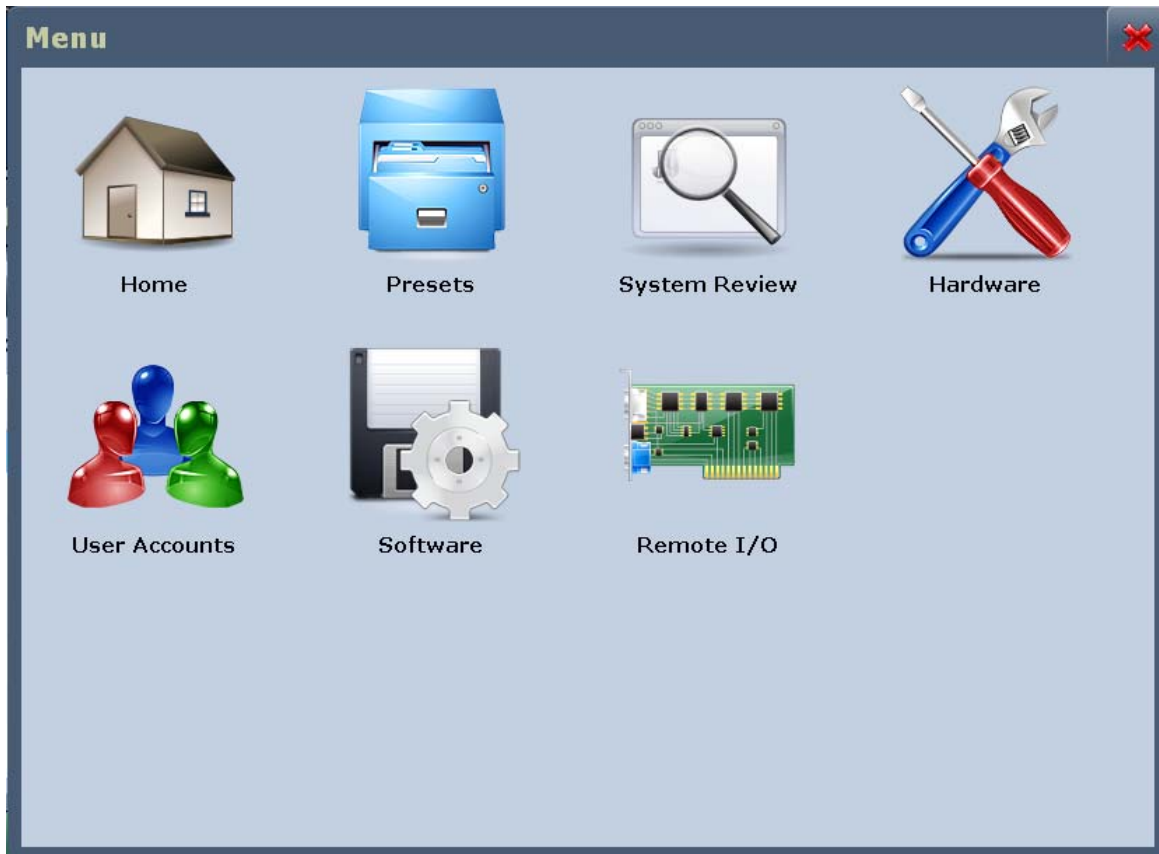 Menu
Home
Presets
System Review
Hardware
User Accounts
Software
Remote I/O